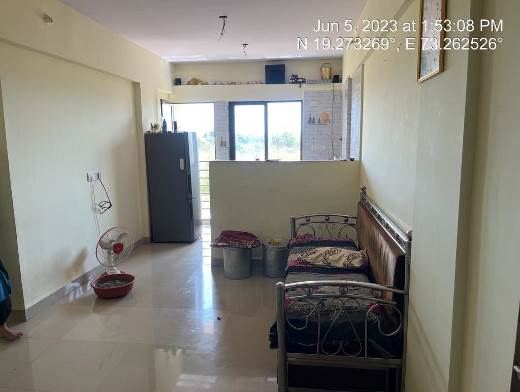 Jun 5, 2023 at 1:53:08 PM
N 19.273269°, E 73.262526°